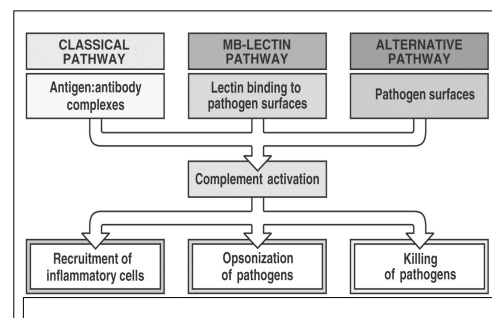 CLASSICAL
PATHWAY
Antigen:antibody
complexes
MB-LECTIN
PATHWAY
Lectin binding to
pathogen surfaces
ALTERNATIVE
PATHWAY
Pathogen surfaces
Complement activation
Recruitment of
inflammatory cells
Opsonization
of pathogens
Killing
of pathogens